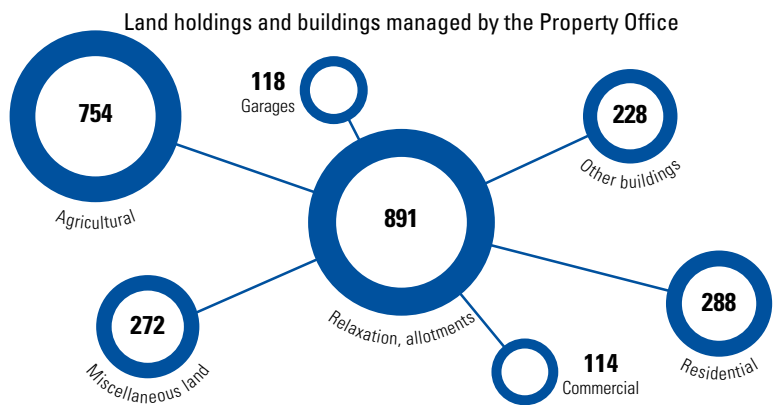 Land holdings and buildings managed by the Property Office
754
Agricultural
118
Garages
228
Other buildings
891
Relaxation, allotments
272
Miscellaneous land
114
Commercial
288
Residential